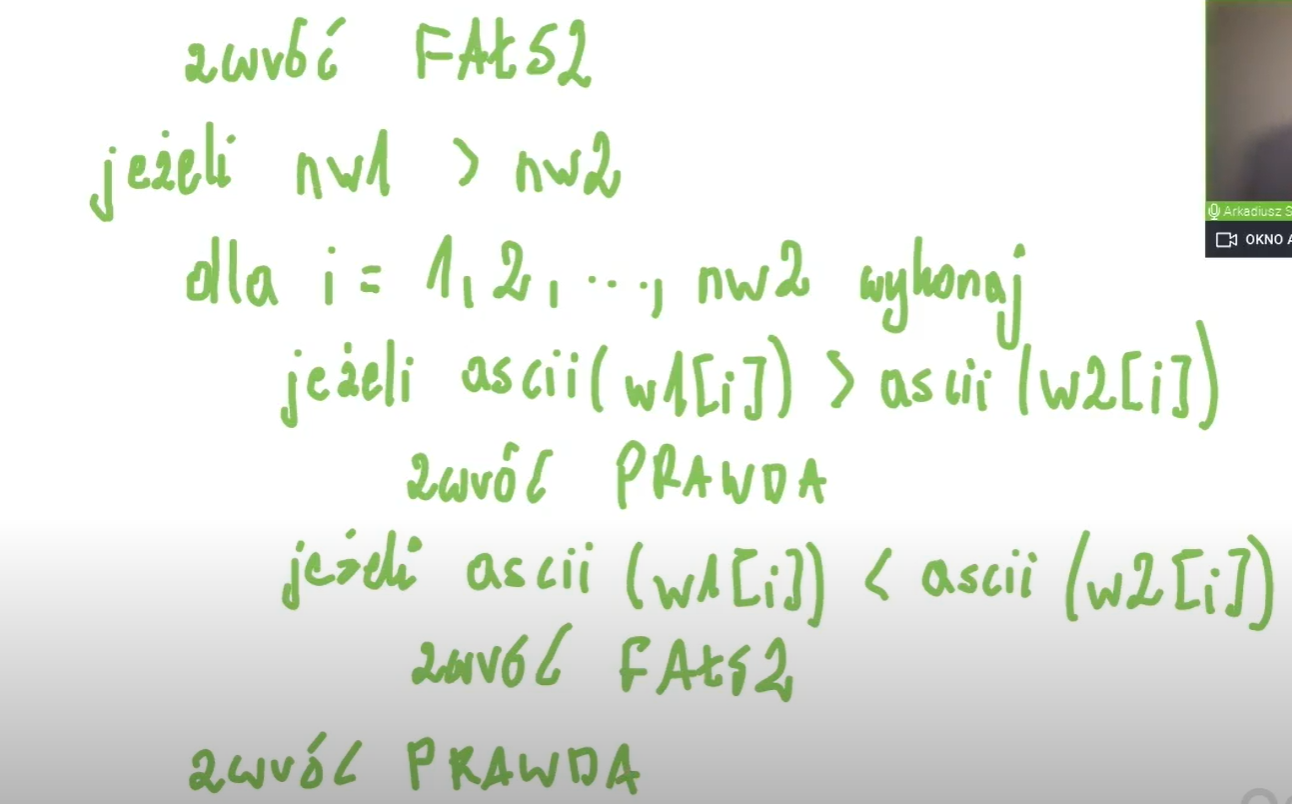 zwróć FAŁSZ
jeżeli nw1 > nw2
dla i = 1, 2, ..., nw2 wykonaj
jeżeli ascii(w1[i]) > ascii (w2[i])
zwróć PRAWDA
jeżeli ascii (w1[i]) < ascii (w2[i])
zwróć FAŁSZ
zwróć PRAWDA
Arkadiusz S
OKNO A